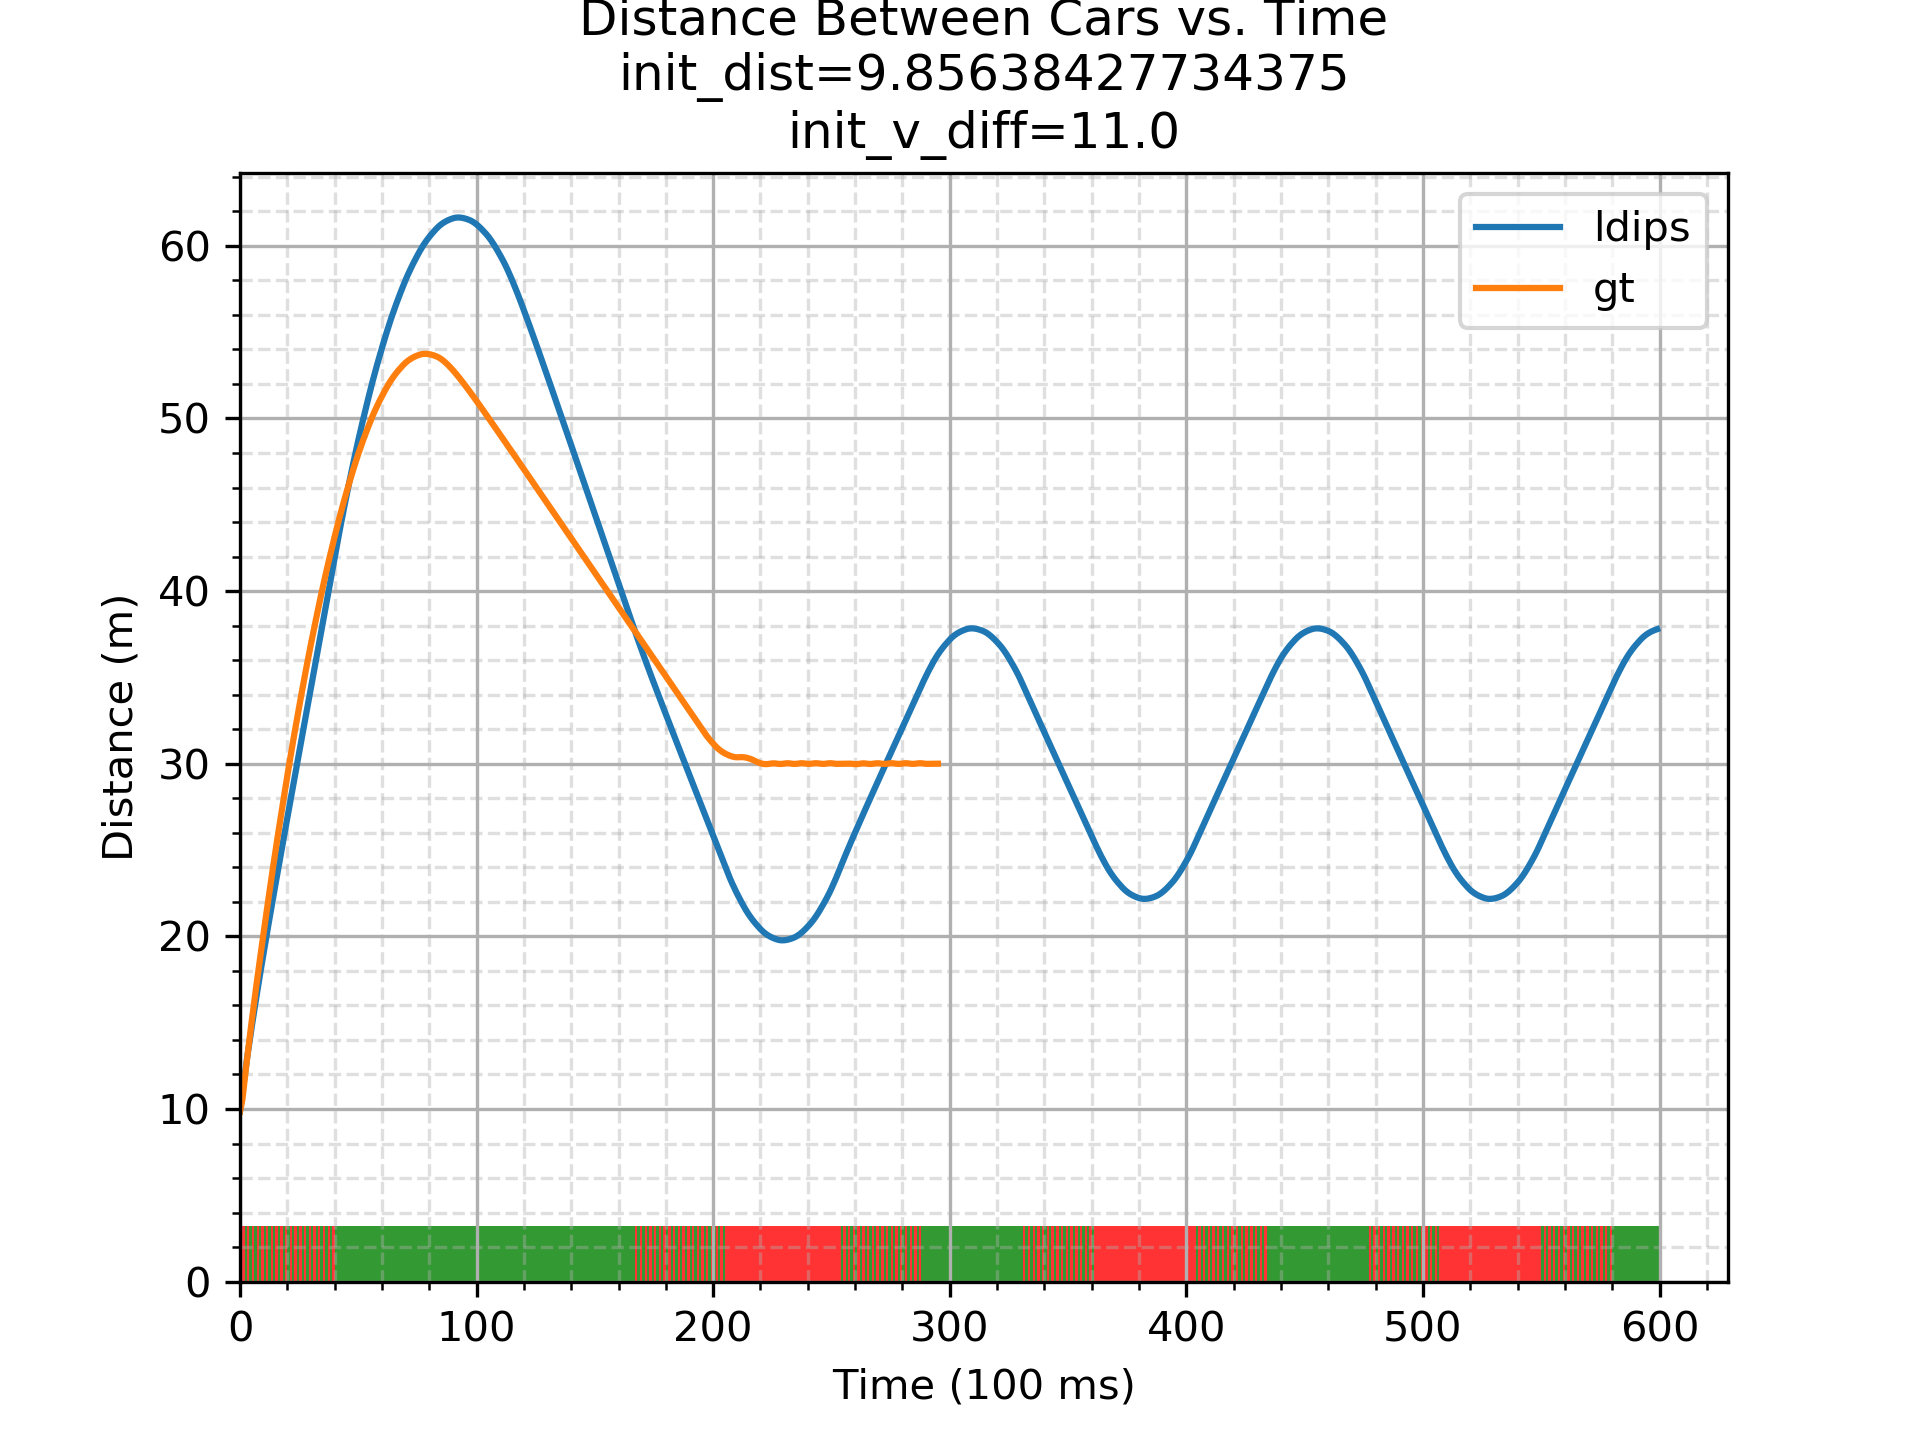 Distance Between Cars vs. Time
init_dist=9.85638427734375
init_v_diff=11.0
ldips
gt
60
50
40
30
20
10
0
Distance (m)
0 100 200 300 400 500 600
Time (100 ms)